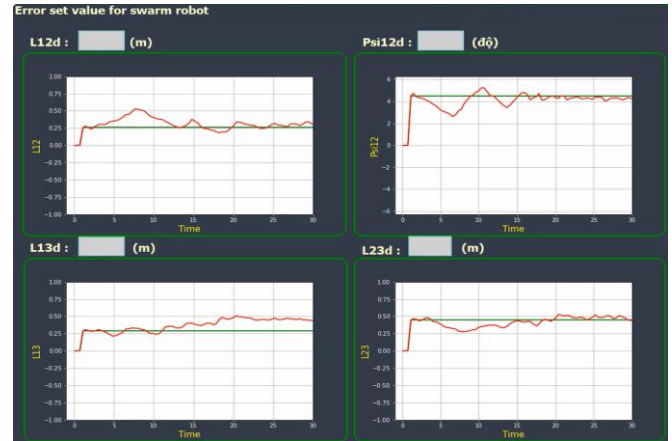 Error set value for swarm robot
L12d : (m) Psi12d : (độ)
1.00
0.75
0.50
0.25
0.00
−0.25
−0.50
−0.75
−1.00
L12
0 5 10 15 20 25 30
Time
6
4
2
0
−2
−4
−6
Psi12
0 5 10 15 20 25 30
Time
L13d : (m) L23d : (m)
1.00
0.75
0.50
0.25
0.00
−0.25
−0.50
−0.75
−1.00
L13
0 5 10 15 20 25 30
Time
1.00
0.75
0.50
0.25
0.00
−0.25
−0.50
−0.75
−1.00
L23
0 5 10 15 20 25 30
Time